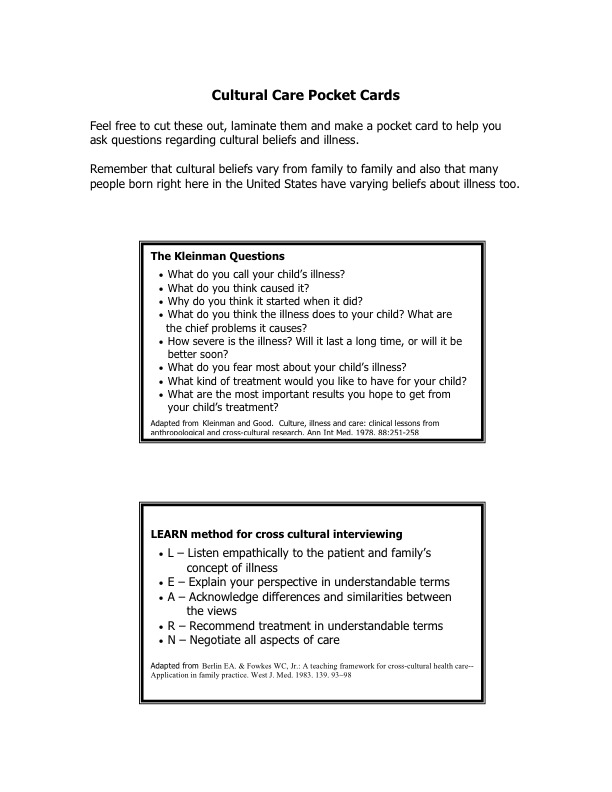 Cultural Care Pocket Cards
Feel free to cut these out, laminate them and make a pocket card to help you
ask questions regarding cultural beliefs and illness.
Remember that cultural beliefs vary from family to family and also that many
people born right here in the United States have varying beliefs about illness too.
The Kleinman Questions
• What do you call your child's illness?
• What do you think caused it?
• Why do you think it started when it did?
• What do you think the illness does to your child? What are
the chief problems it causes?
• How severe is the illness? Will it last a long time, or will it be
better soon?
• What do you fear most about your child's illness?
• What kind of treatment would you like to have for your child?
• What are the most important results you hope to get from
your child's treatment?
Adapted from Kleinman and Good. Culture, illness and care: clinical lessons from
anthropological and cross-cultural research. Ann Int Med. 1978. 88:251-258
LEARN method for cross cultural interviewing
• L – Listen empathically to the patient and family's
concept of illness
• E – Explain your perspective in understandable terms
• A – Acknowledge differences and similarities between
the views
• R – Recommend treatment in understandable terms
• N – Negotiate all aspects of care
Adapted from Berlin EA. & Fowkes WC, Jr.: A teaching framework for cross-cultural health care--
Application in family practice. West J. Med. 1983. 139. 93–98